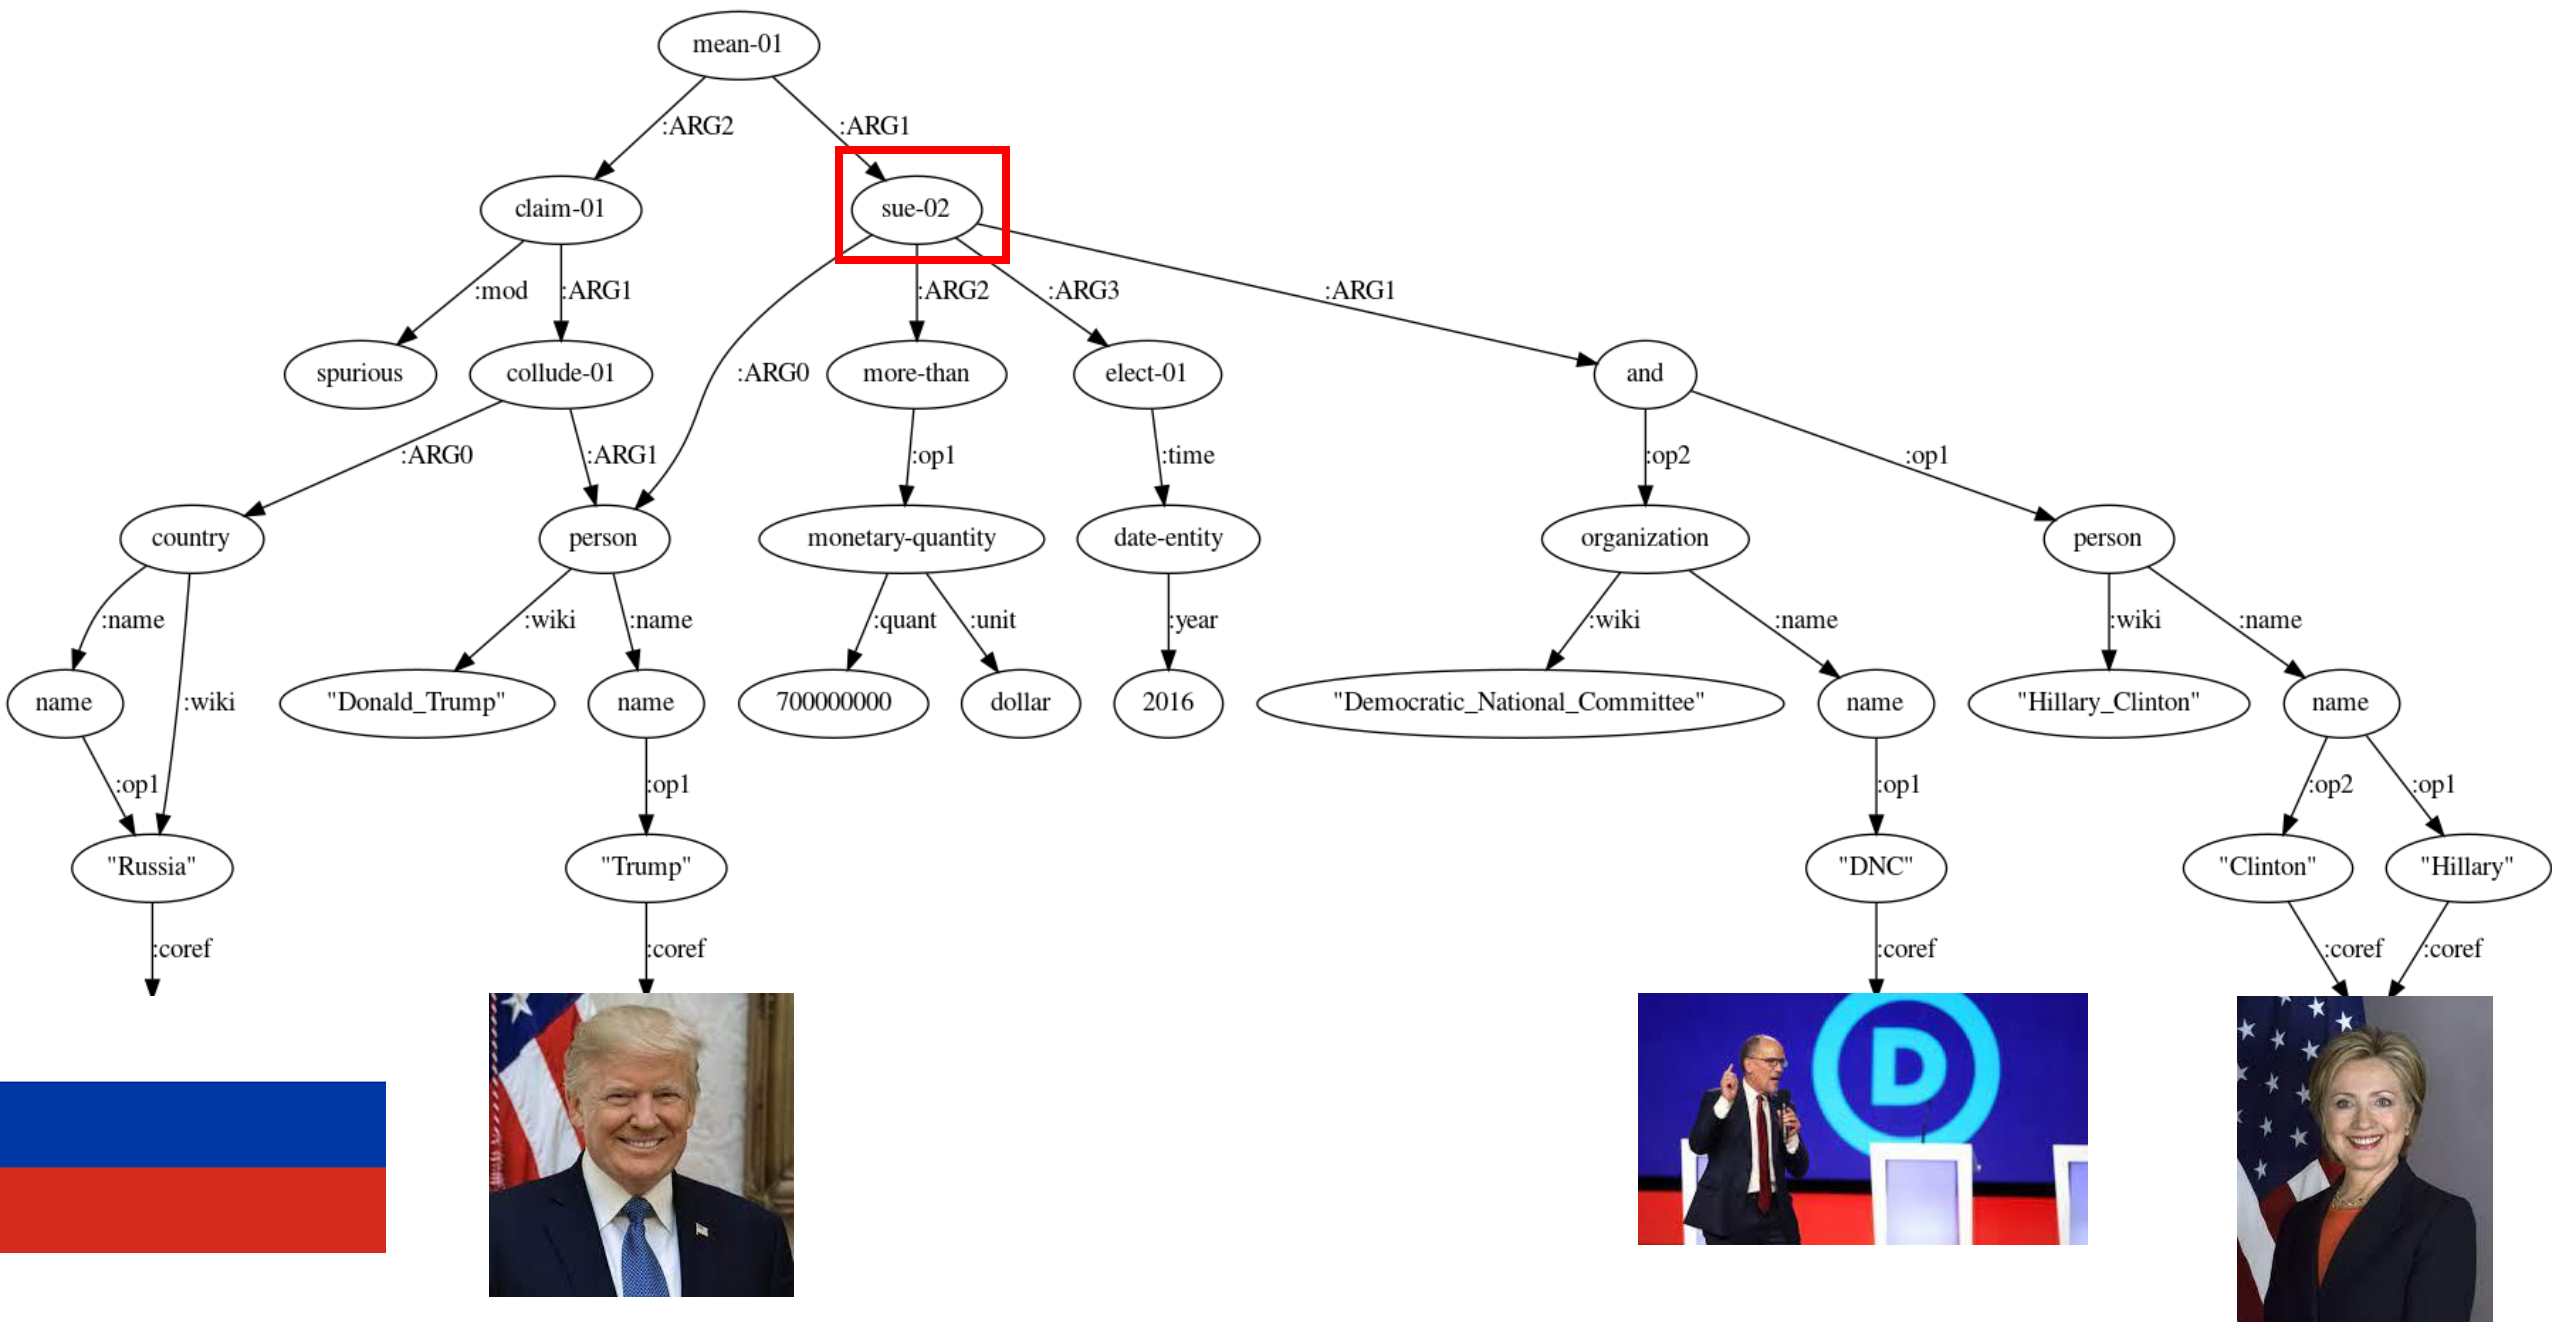 mean-01
:ARG2 :ARG1
claim-01 sue-02
:mod :ARG1 :ARG2 :ARG3 :ARG1
spurious collude-01 :ARG0 more-than elect-01 and
:ARG0 :ARG1 :op1 :time :op2 :op1
country person monetary-quantity date-entity organization person
:name :wiki :name :quant :unit :year :wiki :name :wiki :name
name :wiki "Donald_Trump" name 700000000 dollar 2016 "Democratic_National_Committee" name "Hillary_Clinton" name
:op1 :op1 :op1 :op2 :op1
"Russia" "Trump" "DNC" "Clinton" "Hillary"
:coref :coref :coref :coref :coref
D